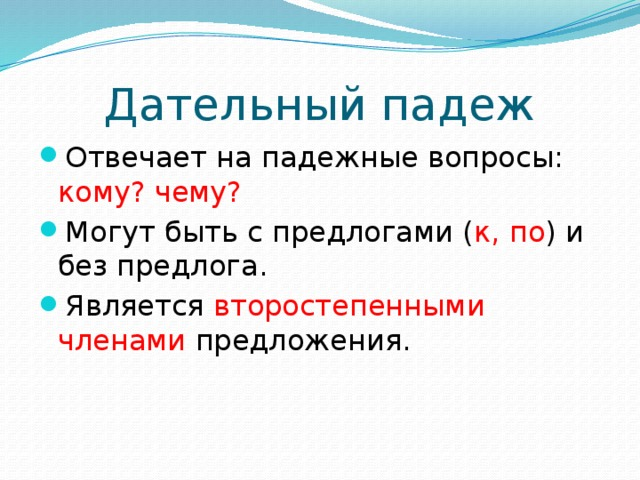 Дательный падеж
Отвечает на падежные вопросы:
кому? чему?
Могут быть с предлогами (к, по) и
без предлога.
Является второстепенными
членами предложения.